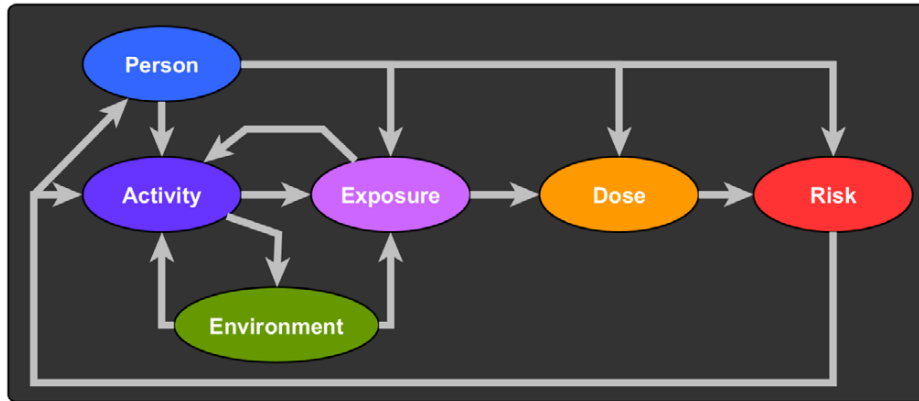 Person
Activity
Exposure
Dose
Risk
Environment